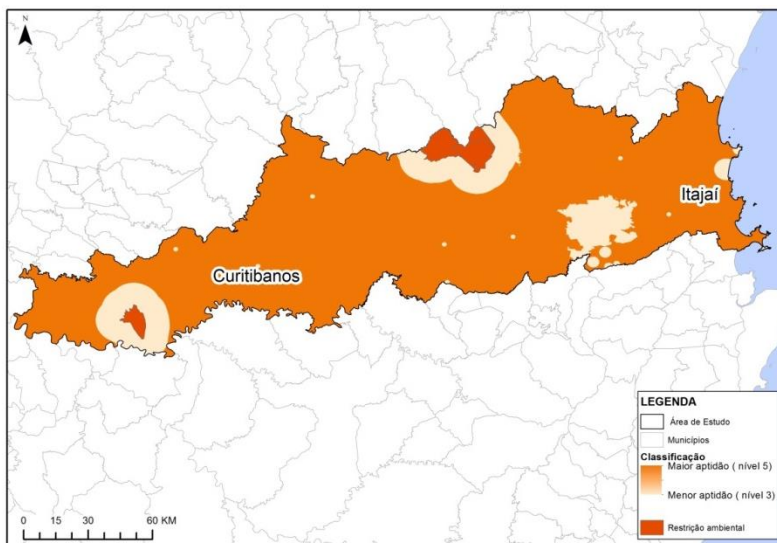 N
Itajaí
Curitibanos
LEGENDA
Área de Estudo
Municípios
Classificação
Maior aptidão ( nível 5)
Menor aptidão ( nível 3)
Restrição ambiental
0 15 30 60 KM